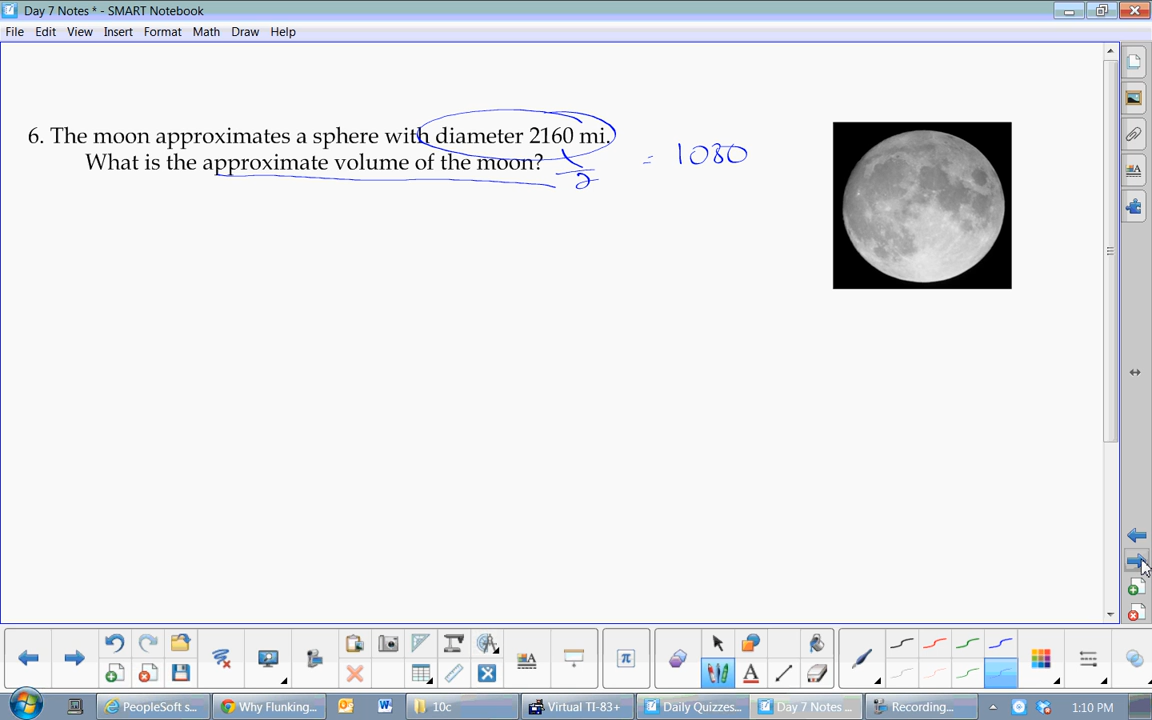 Day 7 Notes * - SMART Notebook
File Edit View Insert Format Math Draw Help
6. The moon approximates a sphere with diameter 2160 mi.
What is the approximate volume of the moon?
2
= 1080
π
A
PeopleSoft s... Why Flunking... W 10c Virtual TI-83+ Daily Quizzes... Day 7 Notes ... Recording... 1:10 PM